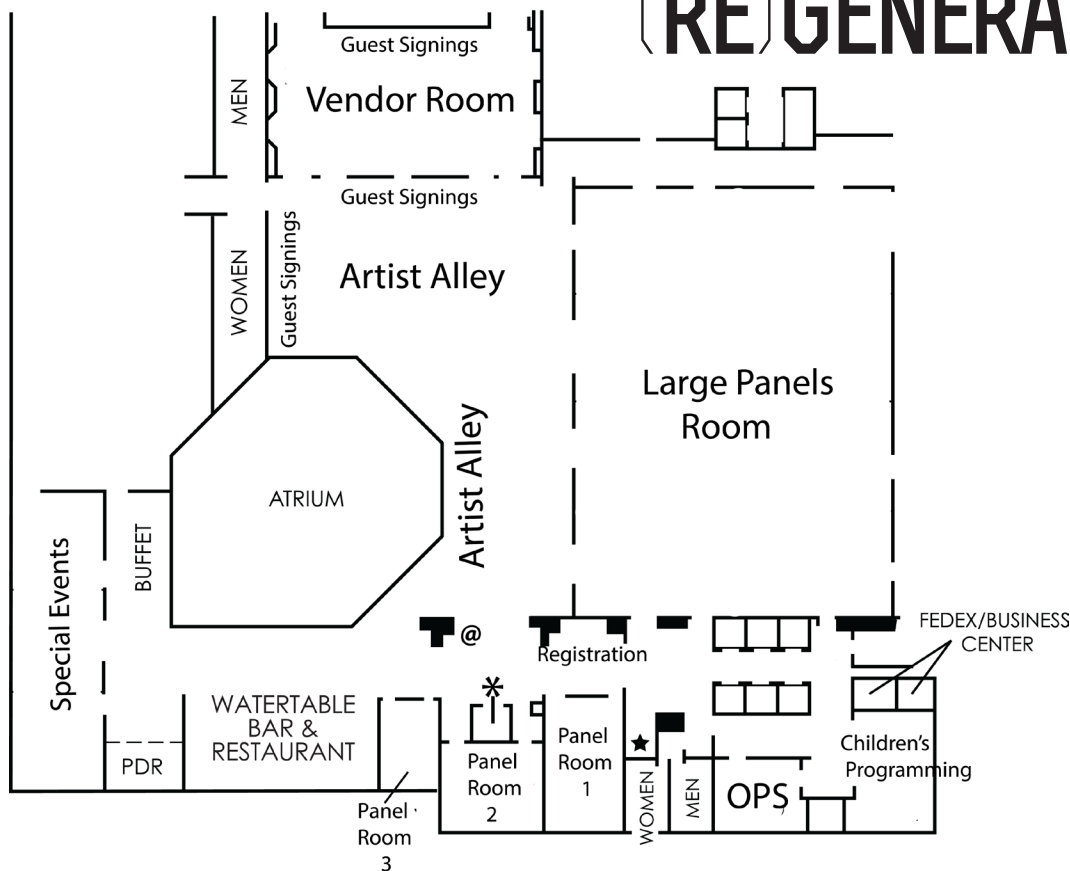 (RE)GENERA
Guest Signings
Vendor Room
MEN
Guest Signings
WOMEN
Guest Signings
Artist Alley
Large Panels
Room
ATRIUM
Artist Alley
BUFFET
Special Events
@
Registration
FEDEX/BUSINESS
CENTER
WATERTABLE
BAR &
RESTAURANT
PDR
*
Panel
Room
1
Panel
Room
2
Panel
Room
3
WOMEN
MEN
OPS
Children's
Programming